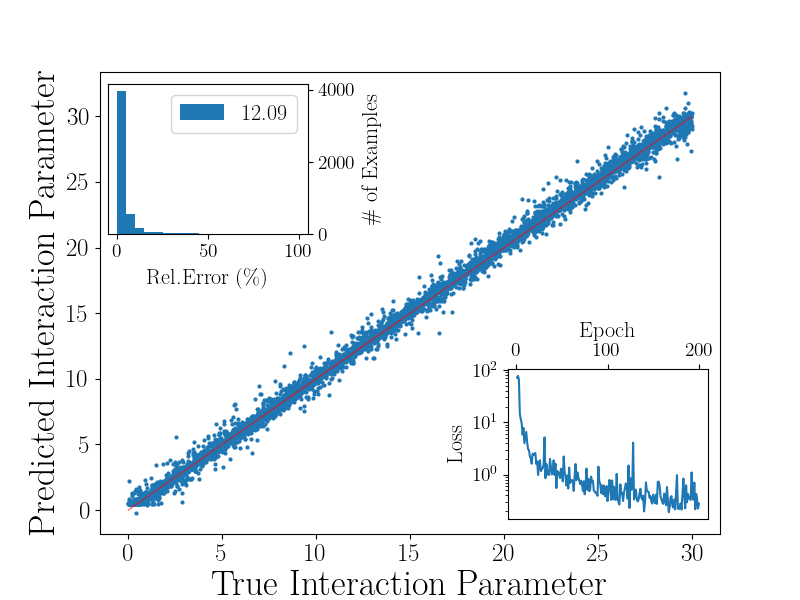 Predicted Interaction Parameter
30
25
20
15
10
5
0
0 5 10 15 20 25 30
True Interaction Parameter
12.09
4000
2000
0
# of Examples
0 50 100
Rel.Error (%)
Epoch
0 100 200
Loss
10²
10¹
10⁰